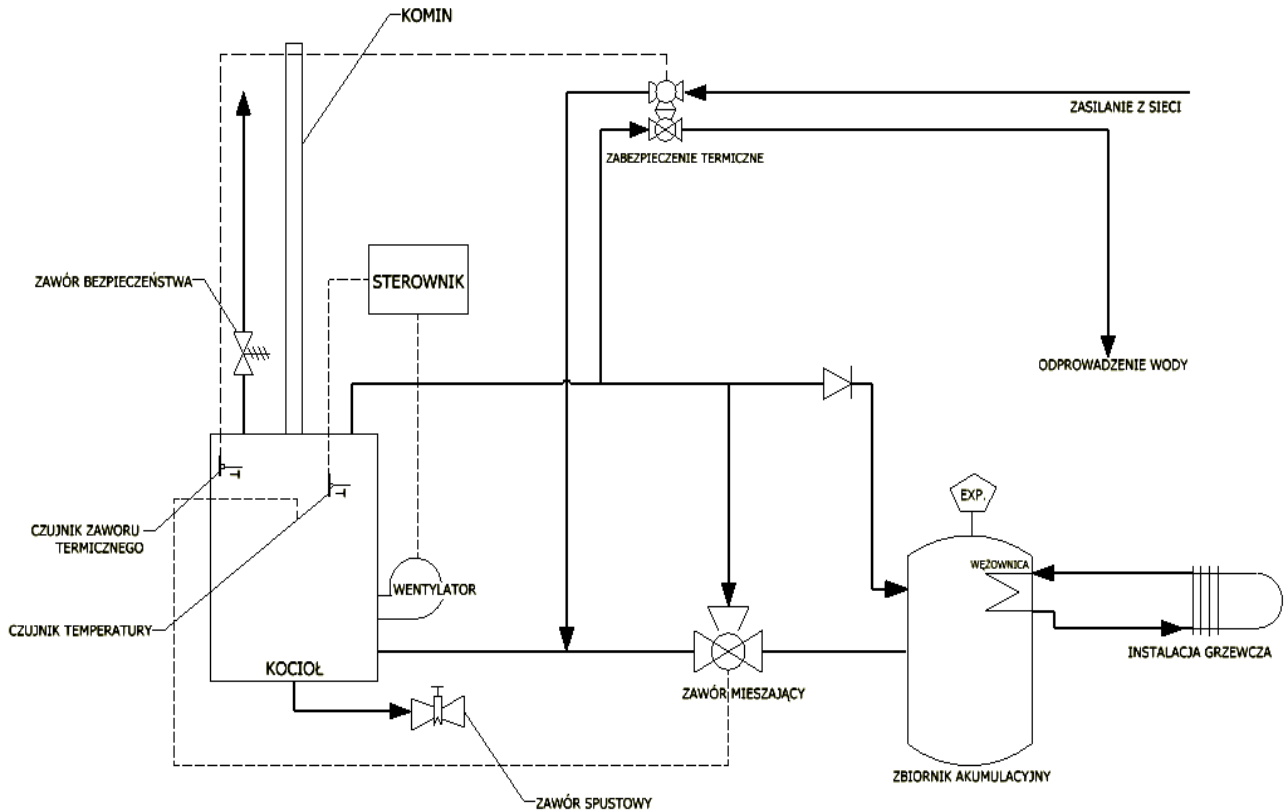 KOMIN
ZASILANIE Z SIECI
ZABEZPIECZENIE TERMICZNE
ZAWÓR BEZPIECZEŃSTWA
STEROWNIK
ODPROWADZENIE WODY
T
T
EXP.
CZUJNIK ZAWORU
TERMICZNEGO
WĘŻOWNICA
WENTYLATOR
CZUJNIK TEMPERATURY
INSTALACJA GRZEWCZA
KOCIOŁ
ZAWÓR MIESZAJĄCY
ZBIORNIK AKUMULACYJNY
ZAWÓR SPUSTOWY